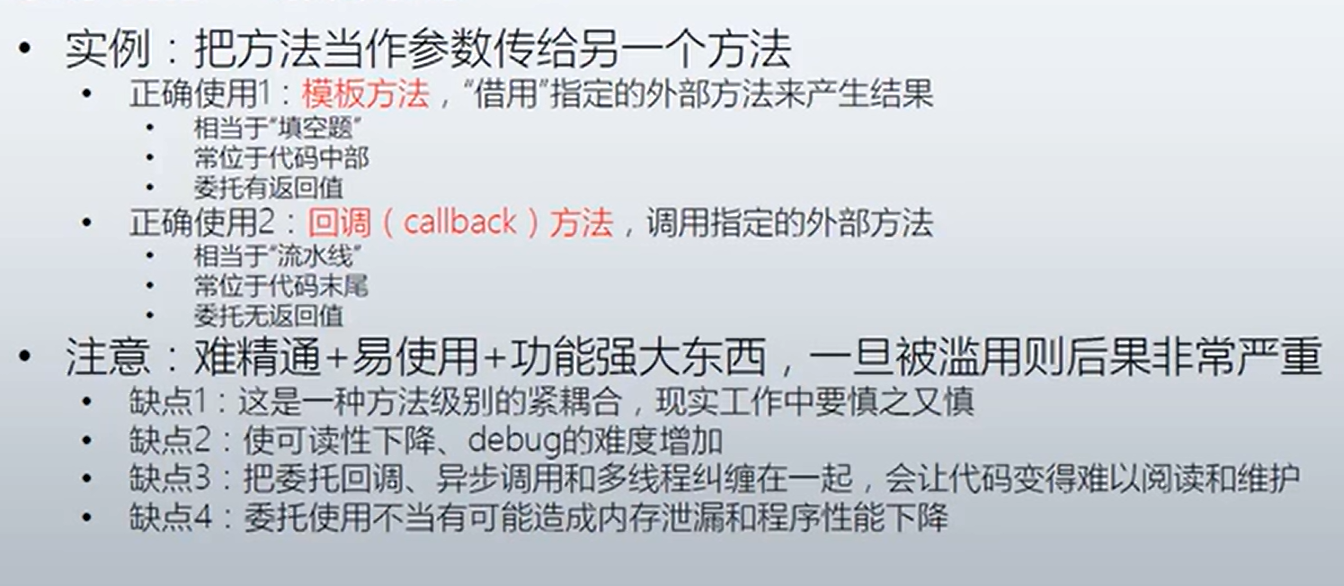 • 实例：把方法当作参数传给另一个方法
• 正确使用1：模板方法，“借用”指定的外部方法来产生结果
• 相当于“填空题”
• 常位于代码中部
• 委托有返回值
• 正确使用2：回调（callback）方法，调用指定的外部方法
• 相当于“流水线”
• 常位于代码末尾
• 委托无返回值
• 注意：难精通+易使用+功能强大东西，一旦被滥用则后果非常严重
• 缺点1：这是一种方法级别的紧耦合，现实工作中要慎之又慎
• 缺点2：使可读性下降、debug的难度增加
• 缺点3：把委托回调、异步调用和多线程纠缠在一起，会让代码变得难以阅读和维护
• 缺点4：委托使用不当有可能造成内存泄漏和程序性能下降